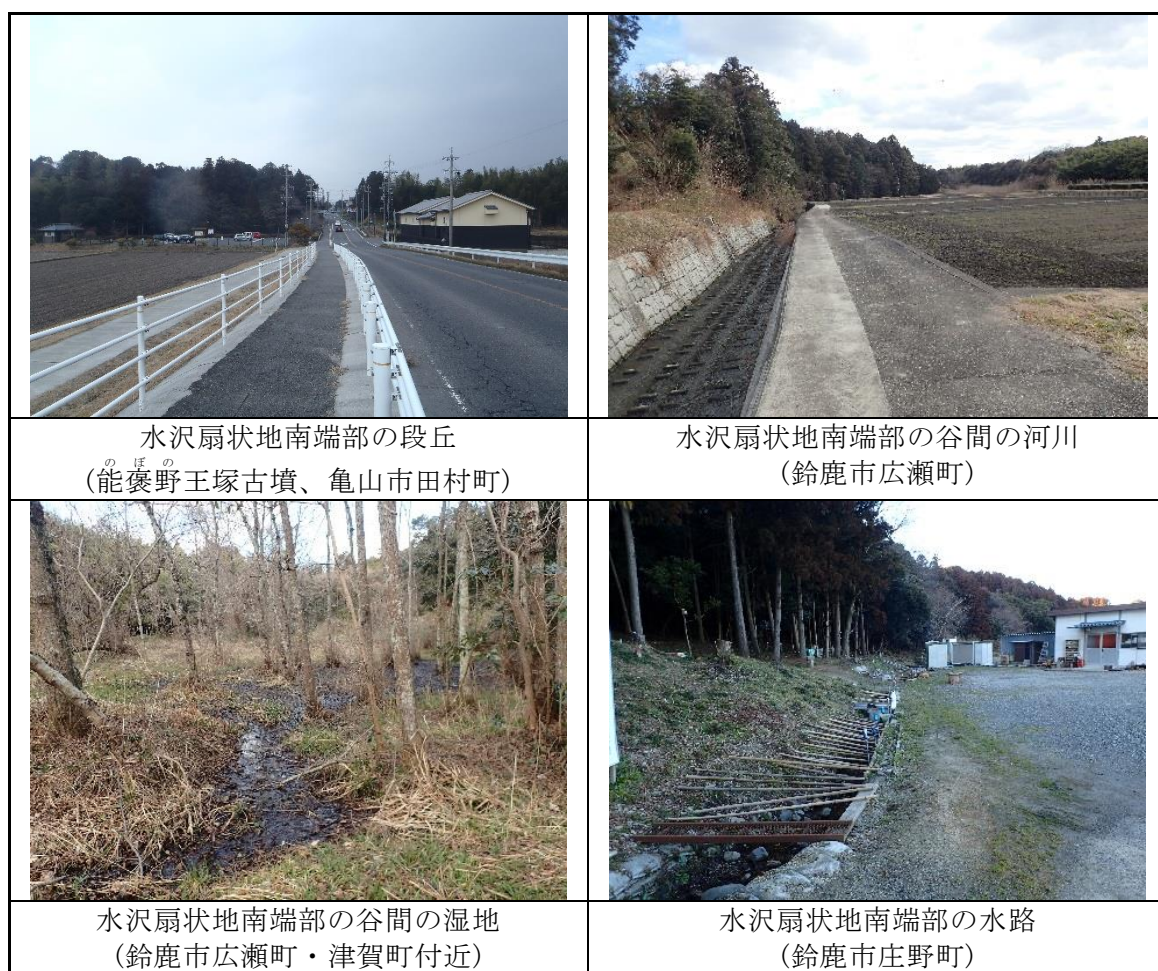 水沢扇状地南端部の段丘
(能褒野王塚古墳、亀山市田村町)
のぼの
水沢扇状地南端部の谷間の河川
(鈴鹿市広瀬町)
水沢扇状地南端部の谷間の湿地
(鈴鹿市広瀬町・津賀町付近)
水沢扇状地南端部の水路
(鈴鹿市庄野町)